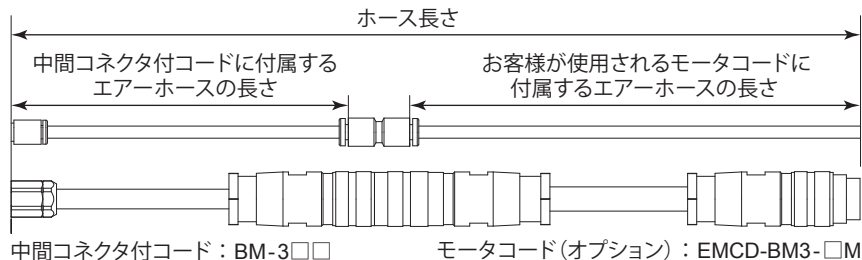 ホース長さ
中間コネクタ付コードに付属する
エアーホースの長さ
お客様が使用されるモータコードに
付属するエアーホースの長さ
中間コネクタ付コード：BM-3□□
モータコード（オプション）：EMCD-BM3-□M